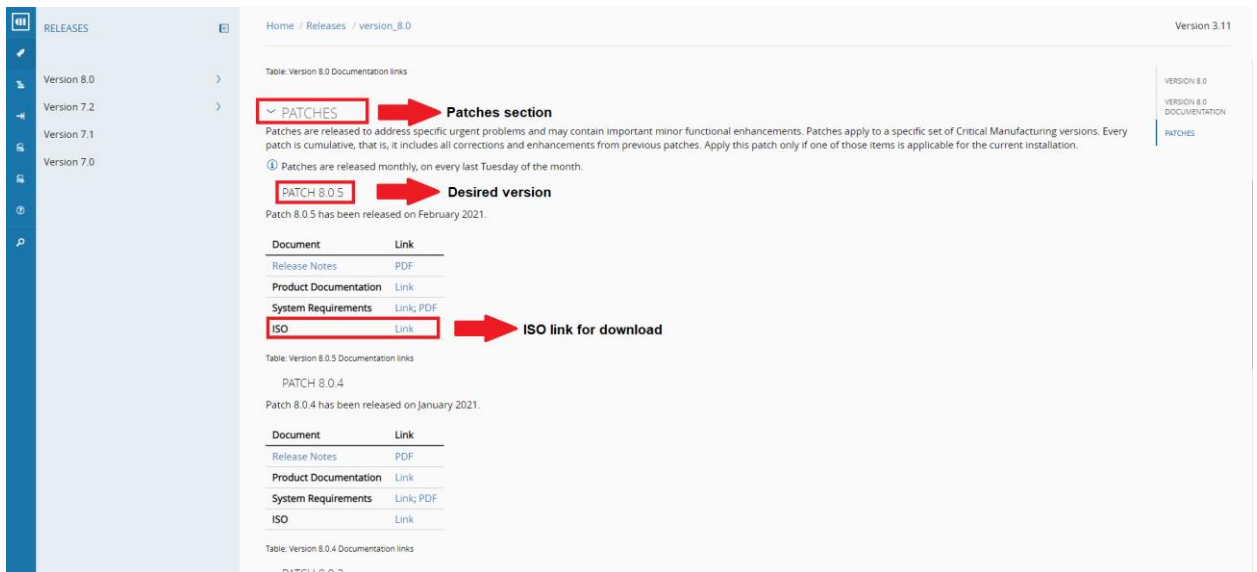 RELEASES
Version 8.0
Version 7.2
Version 7.1
Version 7.0
Home / Releases / version_8.0
Version 3.11
Table: Version 8.0 Documentation links
PATCHES
Patches section
Patches are released to address specific urgent problems and may contain important minor functional enhancements. Patches apply to a specific set of Critical Manufacturing versions. Every
patch is cumulative, that is, it includes all corrections and enhancements from previous patches. Apply this patch only if one of those items is applicable for the current installation.
Patches are released monthly, on every last Tuesday of the month.
PATCH 8.0.5
Desired version
Patch 8.0.5 has been released on February 2021.
Document Link
Release Notes PDF
Product Documentation Link
System Requirements Link; PDF
ISO Link
ISO link for download
Table: Version 8.0.5 Documentation links
PATCH 8.0.4
Patch 8.0.4 has been released on January 2021.
Document Link
Release Notes PDF
Product Documentation Link
System Requirements Link; PDF
ISO Link
Table: Version 8.0.4 Documentation links
VERSION 8.0
VERSION 8.0
DOCUMENTATION
PATCHES